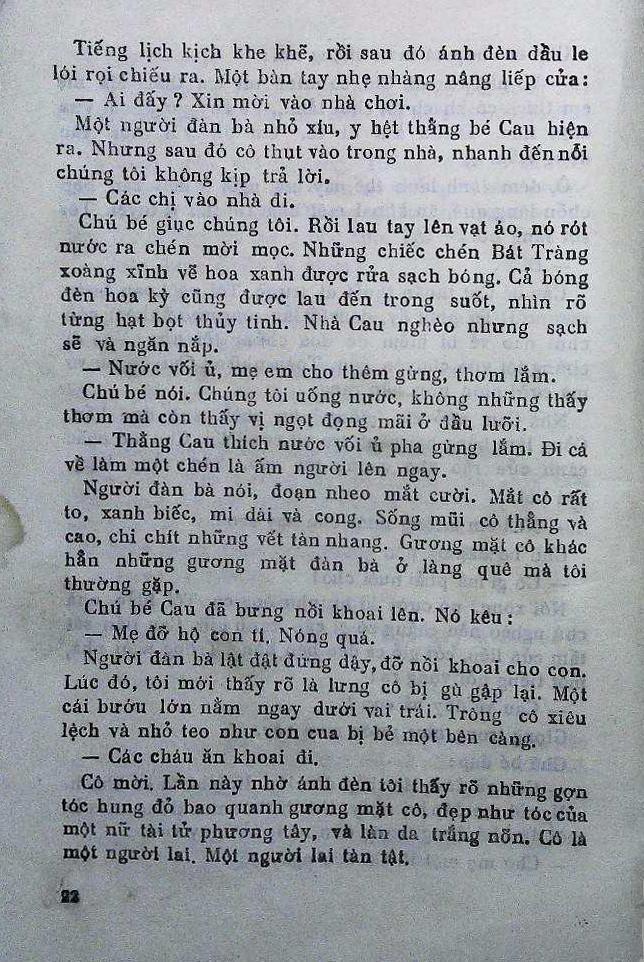 Tiếng lịch kịch khe khẽ, rồi sau đó ánh đèn dầu le
lói rọi chiếu ra. Một bàn tay nhẹ nhàng nâng liếp cửa:
— Ai đấy? Xin mời vào nhà chơi.
Một người đàn bà nhỏ xíu, y hệt thằng bé Cau hiện
ra. Nhưng sau đó cô thụt vào trong nhà, nhanh đến nỗi
chúng tôi không kịp trả lời.
— Các chị vào nhà đi.
Chú bé giục chúng tôi. Rồi lau tay lên vạt áo, nó rót
nước ra chén mời mọc. Những chiếc chén Bát Tràng
xoàng xĩnh vẽ hoa xanh được rửa sạch bóng. Cả bóng
đèn hoa kỳ cũng được lau đến trong suốt, nhìn rõ
từng hạt bọt thủy tinh. Nhà Cau nghèo nhưng sạch
sẽ và ngăn nắp.
— Nước vối ủ, mẹ em cho thêm gừng, thơm lắm.
Chú bé nói. Chúng tôi uống nước, không những thấy
thơm mà còn thấy vị ngọt đọng mãi ở đầu lưỡi.
— Thằng Cau thích nước vối ủ pha gừng lắm. Đi cá
về làm một chén là ấm người lên ngay.
Người đàn bà nói, đoạn nheo mắt cười. Mắt cô rất
to, xanh biếc, mi dài và cong. Sống mũi cô thẳng và
cao, chi chít những vết tàn nhang. Gương mặt cô khác
hẳn những gương mặt đàn bà ở làng quê mà tôi
thường gặp.
Chú bé Cau đã bưng nồi khoai lên. Nó kêu:
— Mẹ đỡ hộ con tí. Nóng quá.
Người đàn bà lật đật đứng dậy, đỡ nồi khoai cho con.
Lúc đó, tôi mới thấy rõ là lưng cô bị gù gập lại. Một
cái bướu lớn nằm ngay dưới vai trái. Trông cô xiêu
lệch và nhỏ teo như con cua bị bẻ một bên càng.
— Các cháu ăn khoai đi.
Cô mời. Lần này nhờ ánh đèn tôi thấy rõ những gợn
tóc hung đỏ bao quanh gương mặt cô, đẹp như tóc của
một nữ tài tử phương tây, và làn da trắng nõn. Cô là
một người lai. Một người lai tàn tật.
22